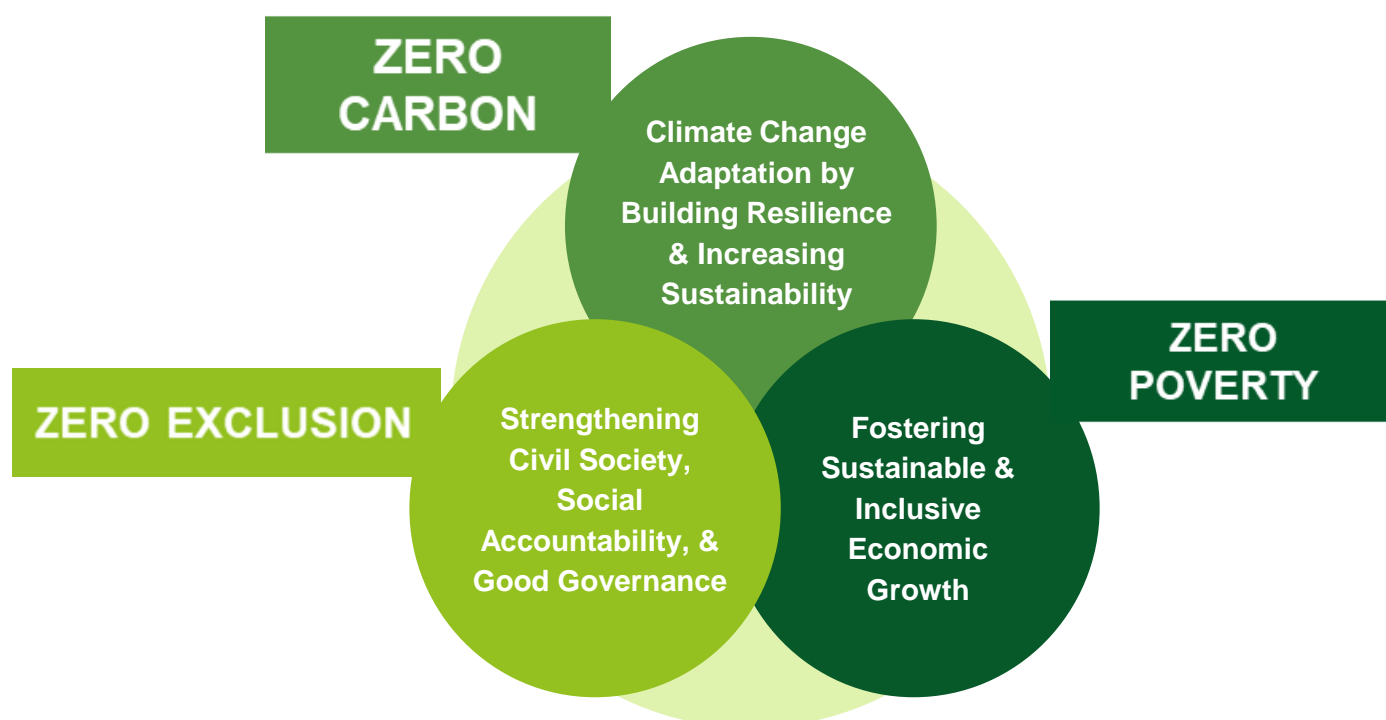 ZERO
CARBON
Climate Change
Adaptation by
Building Resilience
& Increasing
Sustainability
ZERO
POVERTY
ZERO EXCLUSION
Strengthening
Civil Society,
Social
Accountability, &
Good Governance
Fostering
Sustainable &
Inclusive
Economic
Growth